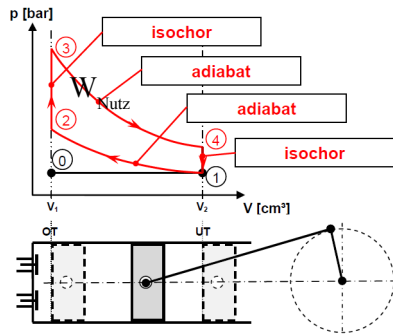 p [bar]
isochor
3
W
Nutz
adiabat
adiabat
2
4
isochor
0
1
V₁
V₂
V [cm³]
OT
UT